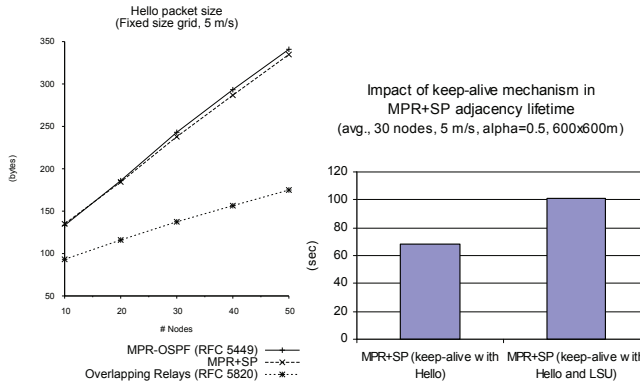 Hello packet size
(Fixed size grid, 5 m/s)
350
300
250
200
150
100
50
(bytes)
10 20 30 40 50
# Nodes
MPR-OSPF (RFC 5449)
MPR+SP
Overlapping Relays (RFC 5820)
Impact of keep-alive mechanism in
MPR+SP adjacency lifetime
(avg., 30 nodes, 5 m/s, alpha=0.5, 600x600m)
120
100
80
60
40
20
0
(sec)
MPR+SP (keep-alive with
Hello)
MPR+SP (keep-alive with
Hello and LSU)